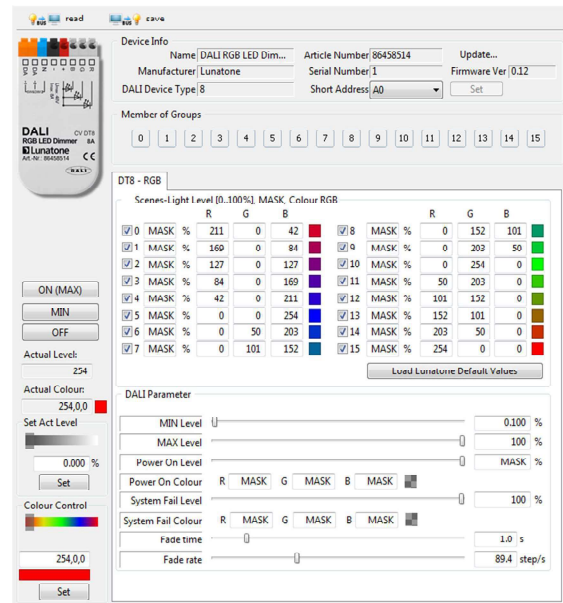 read save
Device Info
Name DALI RGB LED Dim... Article Number 86458514 Update...
Manufacturer Lunatone Serial Number 1 Firmware Ver 0.12
DALI Device Type 8 Short Address A0 Set
Member of Groups
0 1 2 3 4 5 6 7 8 9 10 11 12 13 14 15
DALI CV DT8
RGB LED Dimmer 8A
Lunatone
Art.-Nr.: 86458514 CE
DALI
DT8 - RGB
Scenes-Light Level [0..100%], MASK, Colour RGB
R G B R G B
0 MASK % 211 0 42 8 MASK % 0 152 101
1 MASK % 169 0 84 9 MASK % 0 203 50
2 MASK % 127 0 127 10 MASK % 0 254 0
3 MASK % 84 0 169 11 MASK % 50 203 0
4 MASK % 42 0 211 12 MASK % 101 152 0
5 MASK % 0 0 254 13 MASK % 152 101 0
6 MASK % 0 50 203 14 MASK % 203 50 0
7 MASK % 0 101 152 15 MASK % 254 0 0
Load Lunatone Default Values
ON (MAX)
MIN
OFF
Actual Level:
254
Actual Colour:
254,0,0
Set Act Level
0.000 %
Set
Colour Control
254,0,0
Set
DALI Parameter
MIN Level 0.100 %
MAX Level 100 %
Power On Level MASK %
Power On Colour R MASK G MASK B MASK
System Fail Level 100 %
System Fail Colour R MASK G MASK B MASK
Fade time 1.0 s
Fade rate 89.4 step/s